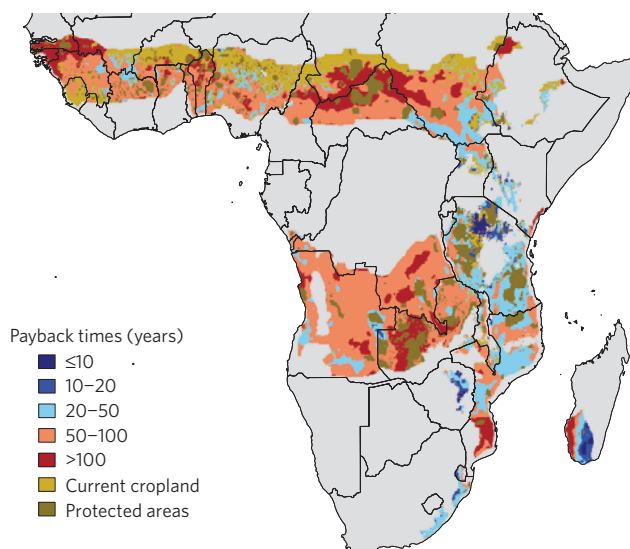 Payback times (years)
≤10
10–20
20–50
50–100
>100
Current cropland
Protected areas